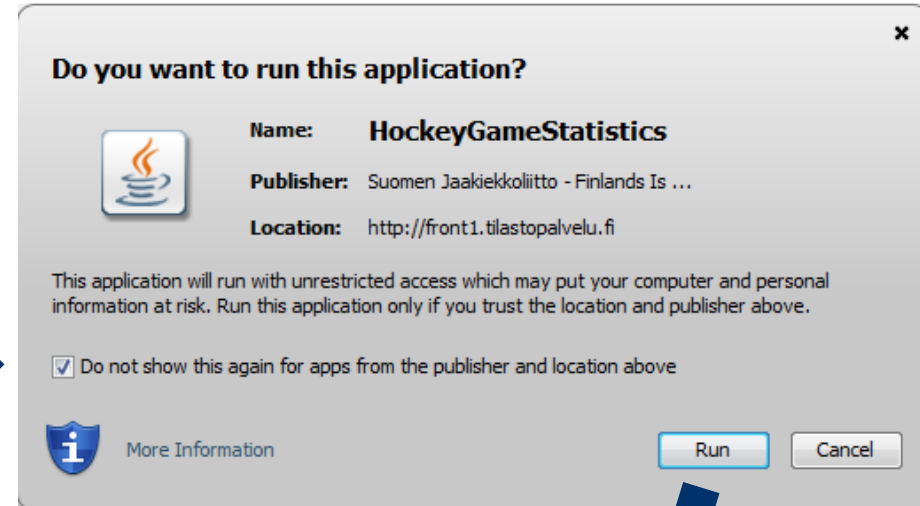 Do you want to run this application?
Name: HockeyGameStatistics
Publisher: Suomen Jaakiekkoliitto - Finlands Is ...
Location: http://front1.tilastopalvelu.fi
This application will run with unrestricted access which may put your computer and personal
information at risk. Run this application only if you trust the location and publisher above.
Do not show this again for apps from the publisher and location above
More Information
Run
Cancel